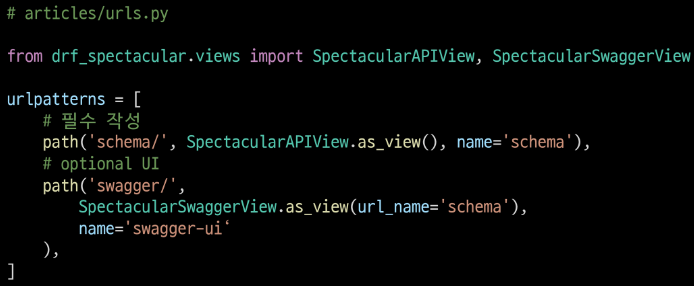 # articles/urls.py
from drf_spectacular.views import SpectacularAPIView, SpectacularSwaggerView
urlpatterns = [
    # 필수 작성
    path('schema/', SpectacularAPIView.as_view(), name='schema'),
    # optional UI
    path('swagger/',
        SpectacularSwaggerView.as_view(url_name='schema'),
        name='swagger-ui‘
    ),
]